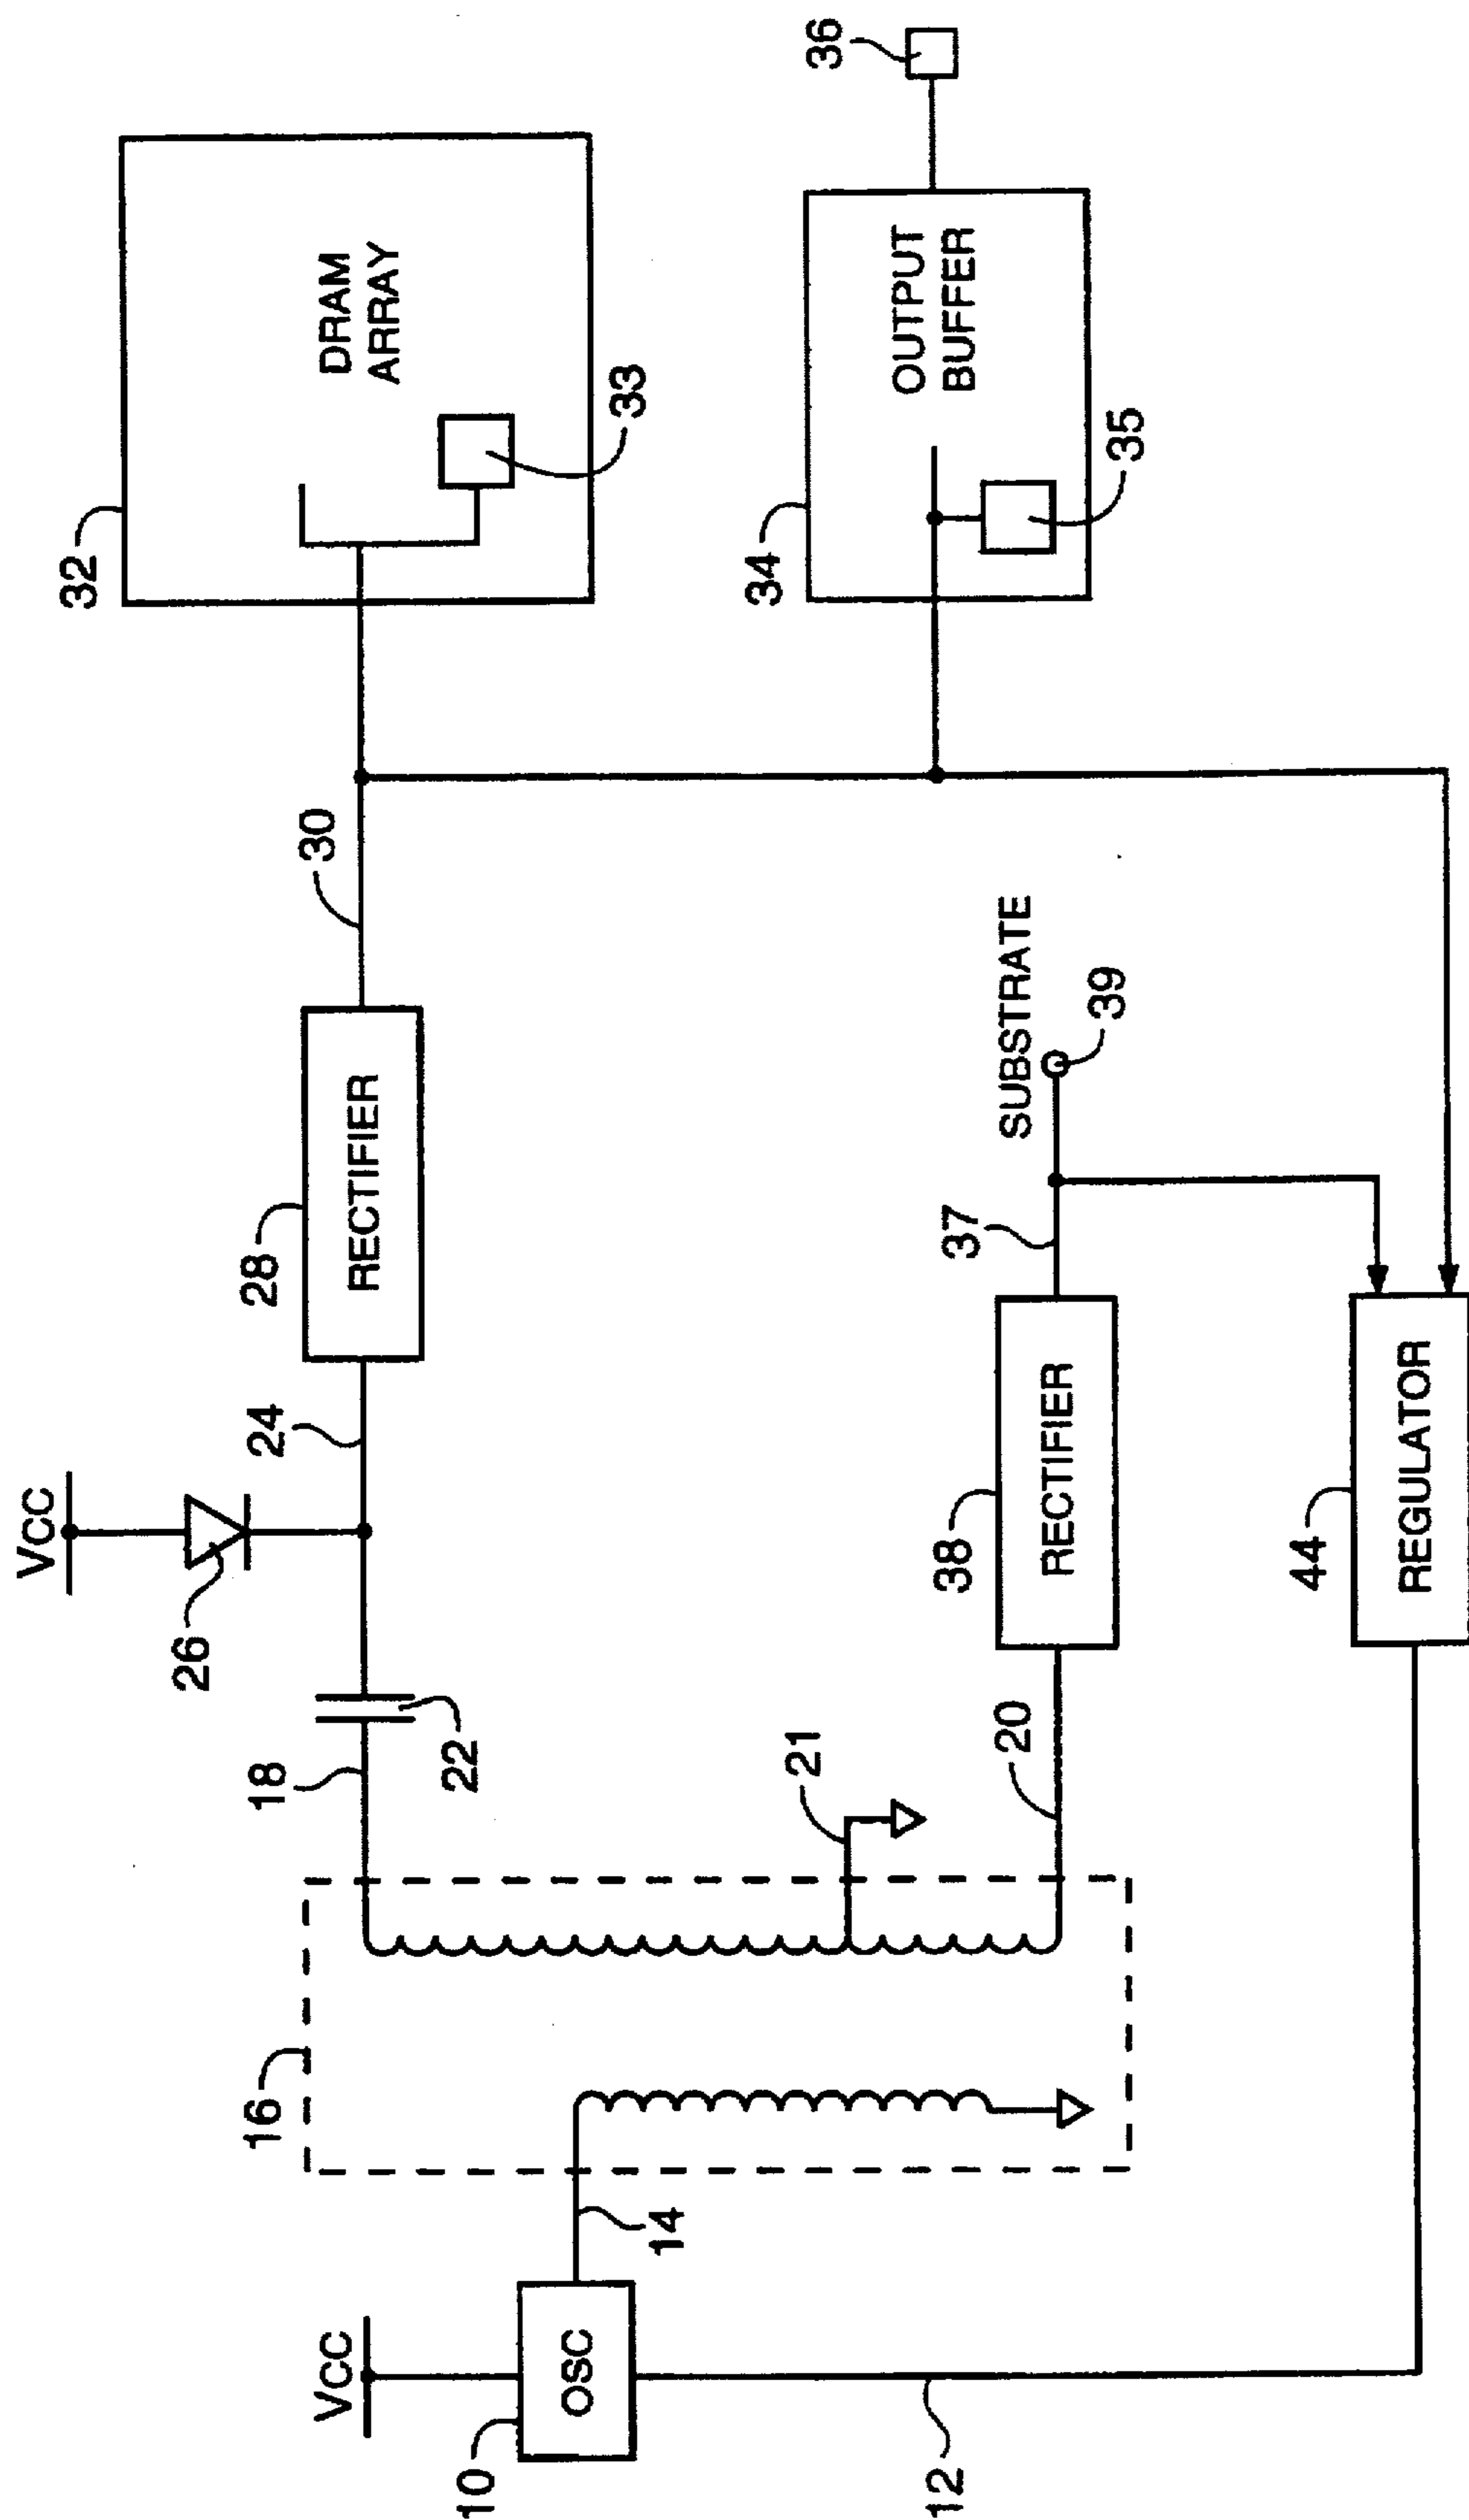 VCC
26
24
28
RECTIFIER
30
32
DRAM
ARRAY
33
18
22
16
21
34
OUTPUT
BUFFER
35
36
VCC
10
OSC
14
20
38
RECTIFIER
37
SUBSTRATE
39
12
44
REGULATOR